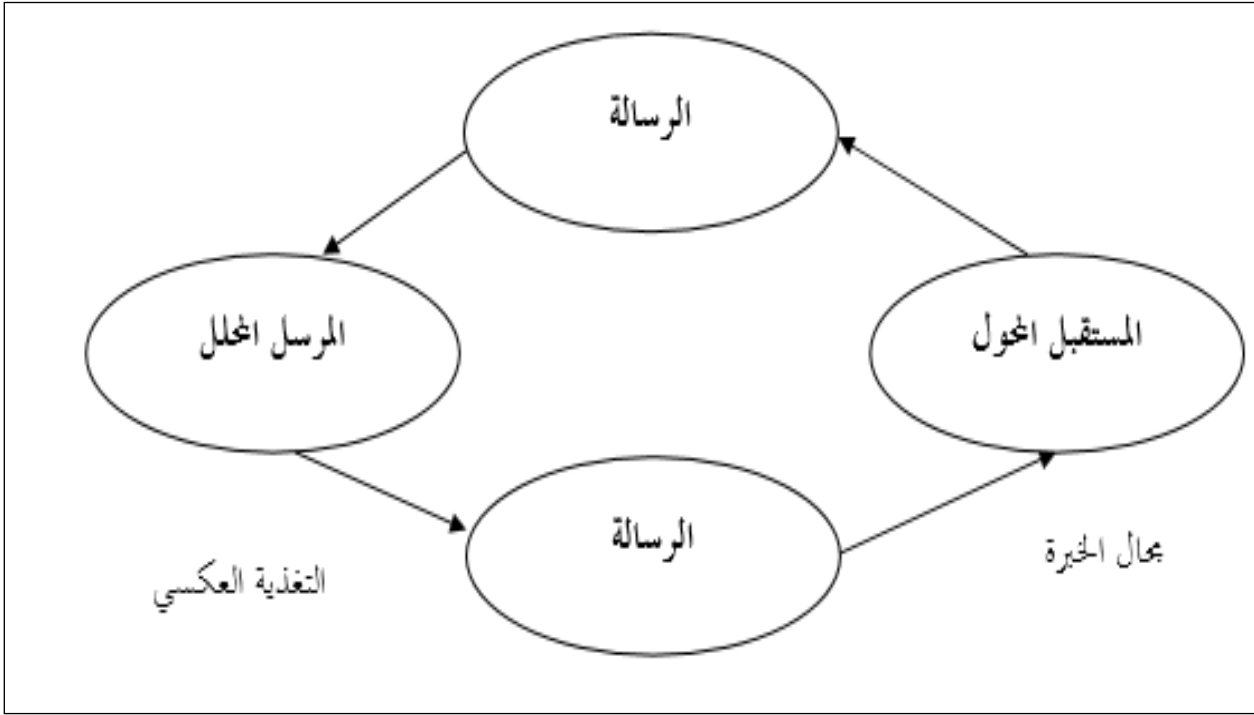 الرسالة
المستقبل المحول
المرسل المحلل
الرسالة
مجال الخبرة
التغذية العكسي